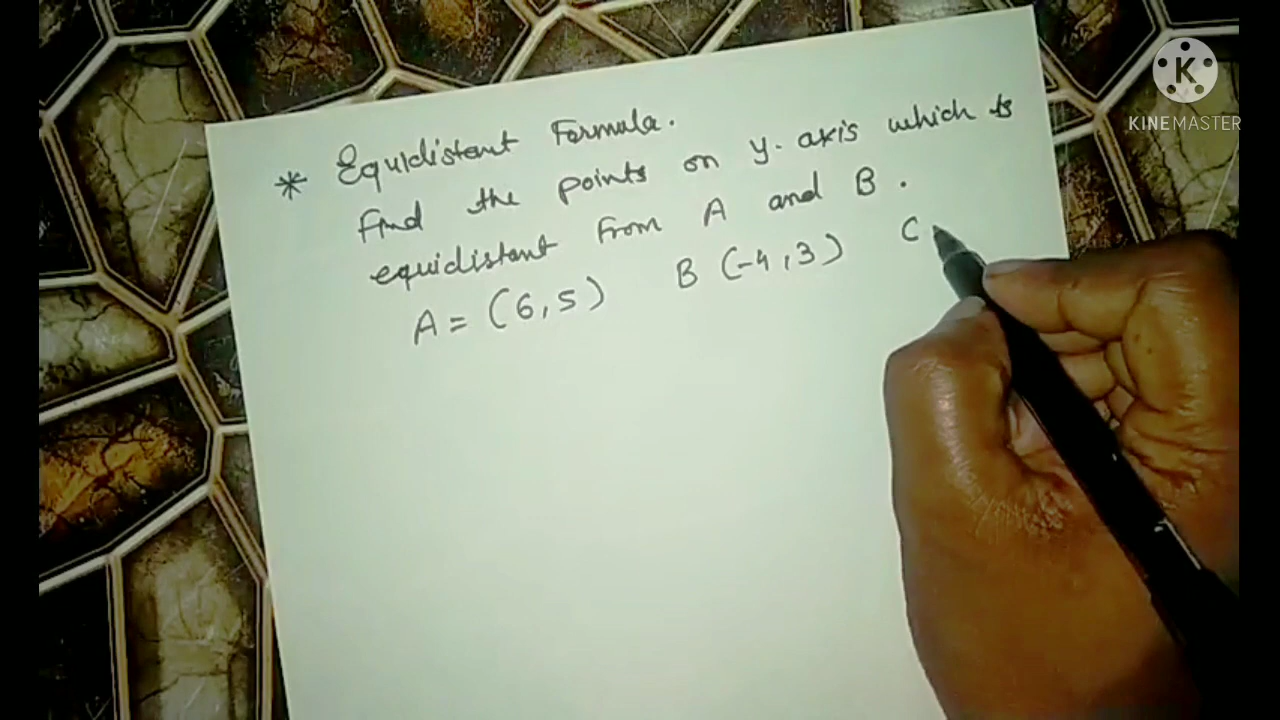 * Equidistant Formula.
Find the points on y-axis which is
equidistant from A and B.
A = (6,5) B (-4,3) C
K
KINEMASTER